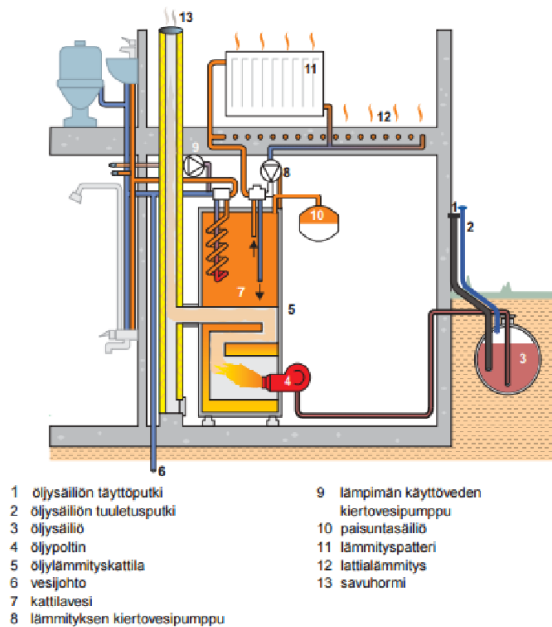 13
11
12
9
8
10
1
2
7
5
3
4
6
1 öljysäiliön täyttöputki
2 öljysäiliön tuuletusputki
3 öljysäiliö
4 öljypoltin
5 öljylämmityskattila
6 vesijohto
7 kattilavesi
8 lämmityksen kiertovesipumppu
9 lämpimän käyttöveden
kiertovesipumppu
10 paisuntasäiliö
11 lämmityspatteri
12 lattialämmitys
13 savuhormi